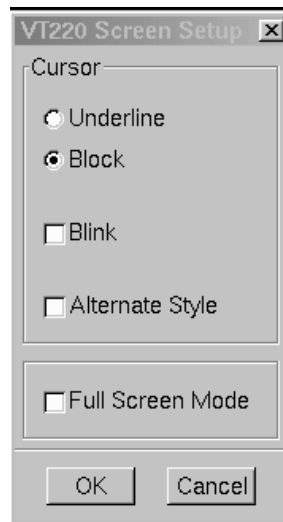 VT220 Screen Setup
Cursor
Underline
Block
Blink
Alternate Style
Full Screen Mode
OK Cancel